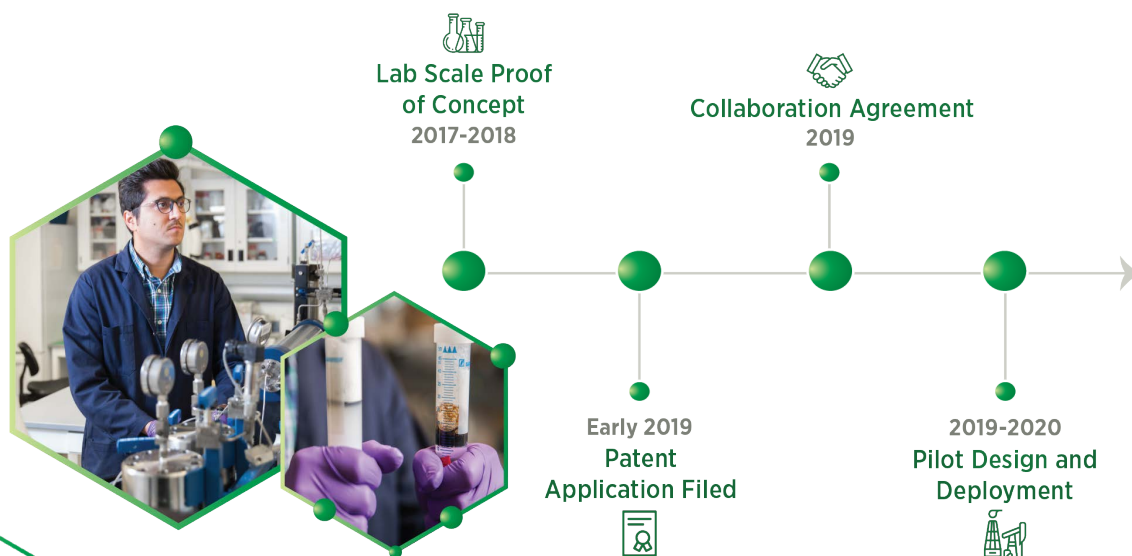 Lab Scale Proof
of Concept
2017-2018
Collaboration Agreement
2019
Early 2019
Patent
Application Filed
2019-2020
Pilot Design and
Deployment